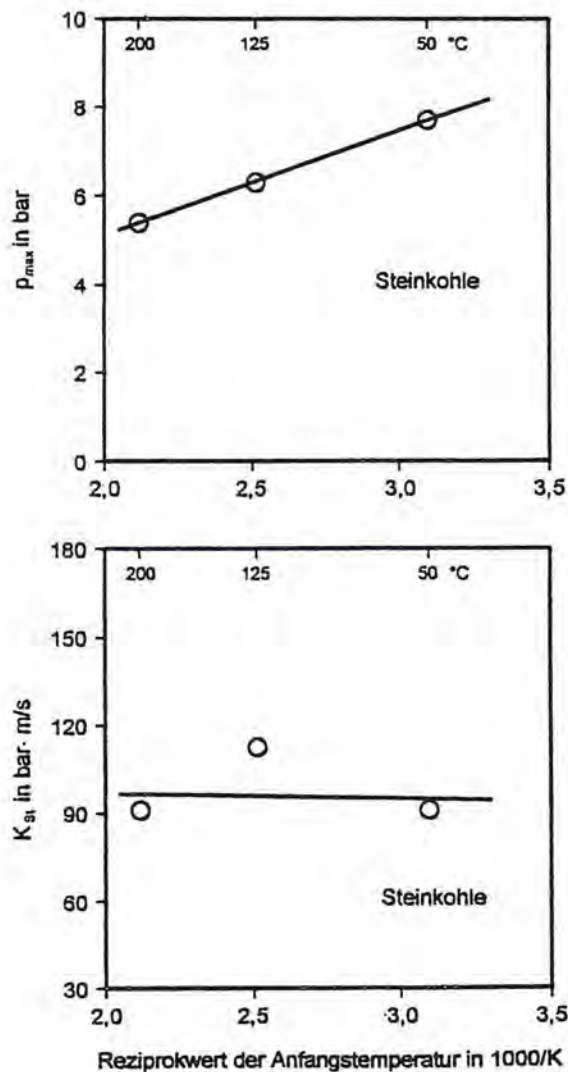 10
200 125 50 °C
8
6
p max in bar
4
Steinkohle
2
0
2,0 2,5 3,0 3,5
180
200 125 50 °C
150
120
K St in bar· m/s
90
60
Steinkohle
30
2,0 2,5 3,0 3,5
Reziprokwert der Anfangstemperatur in 1000/K